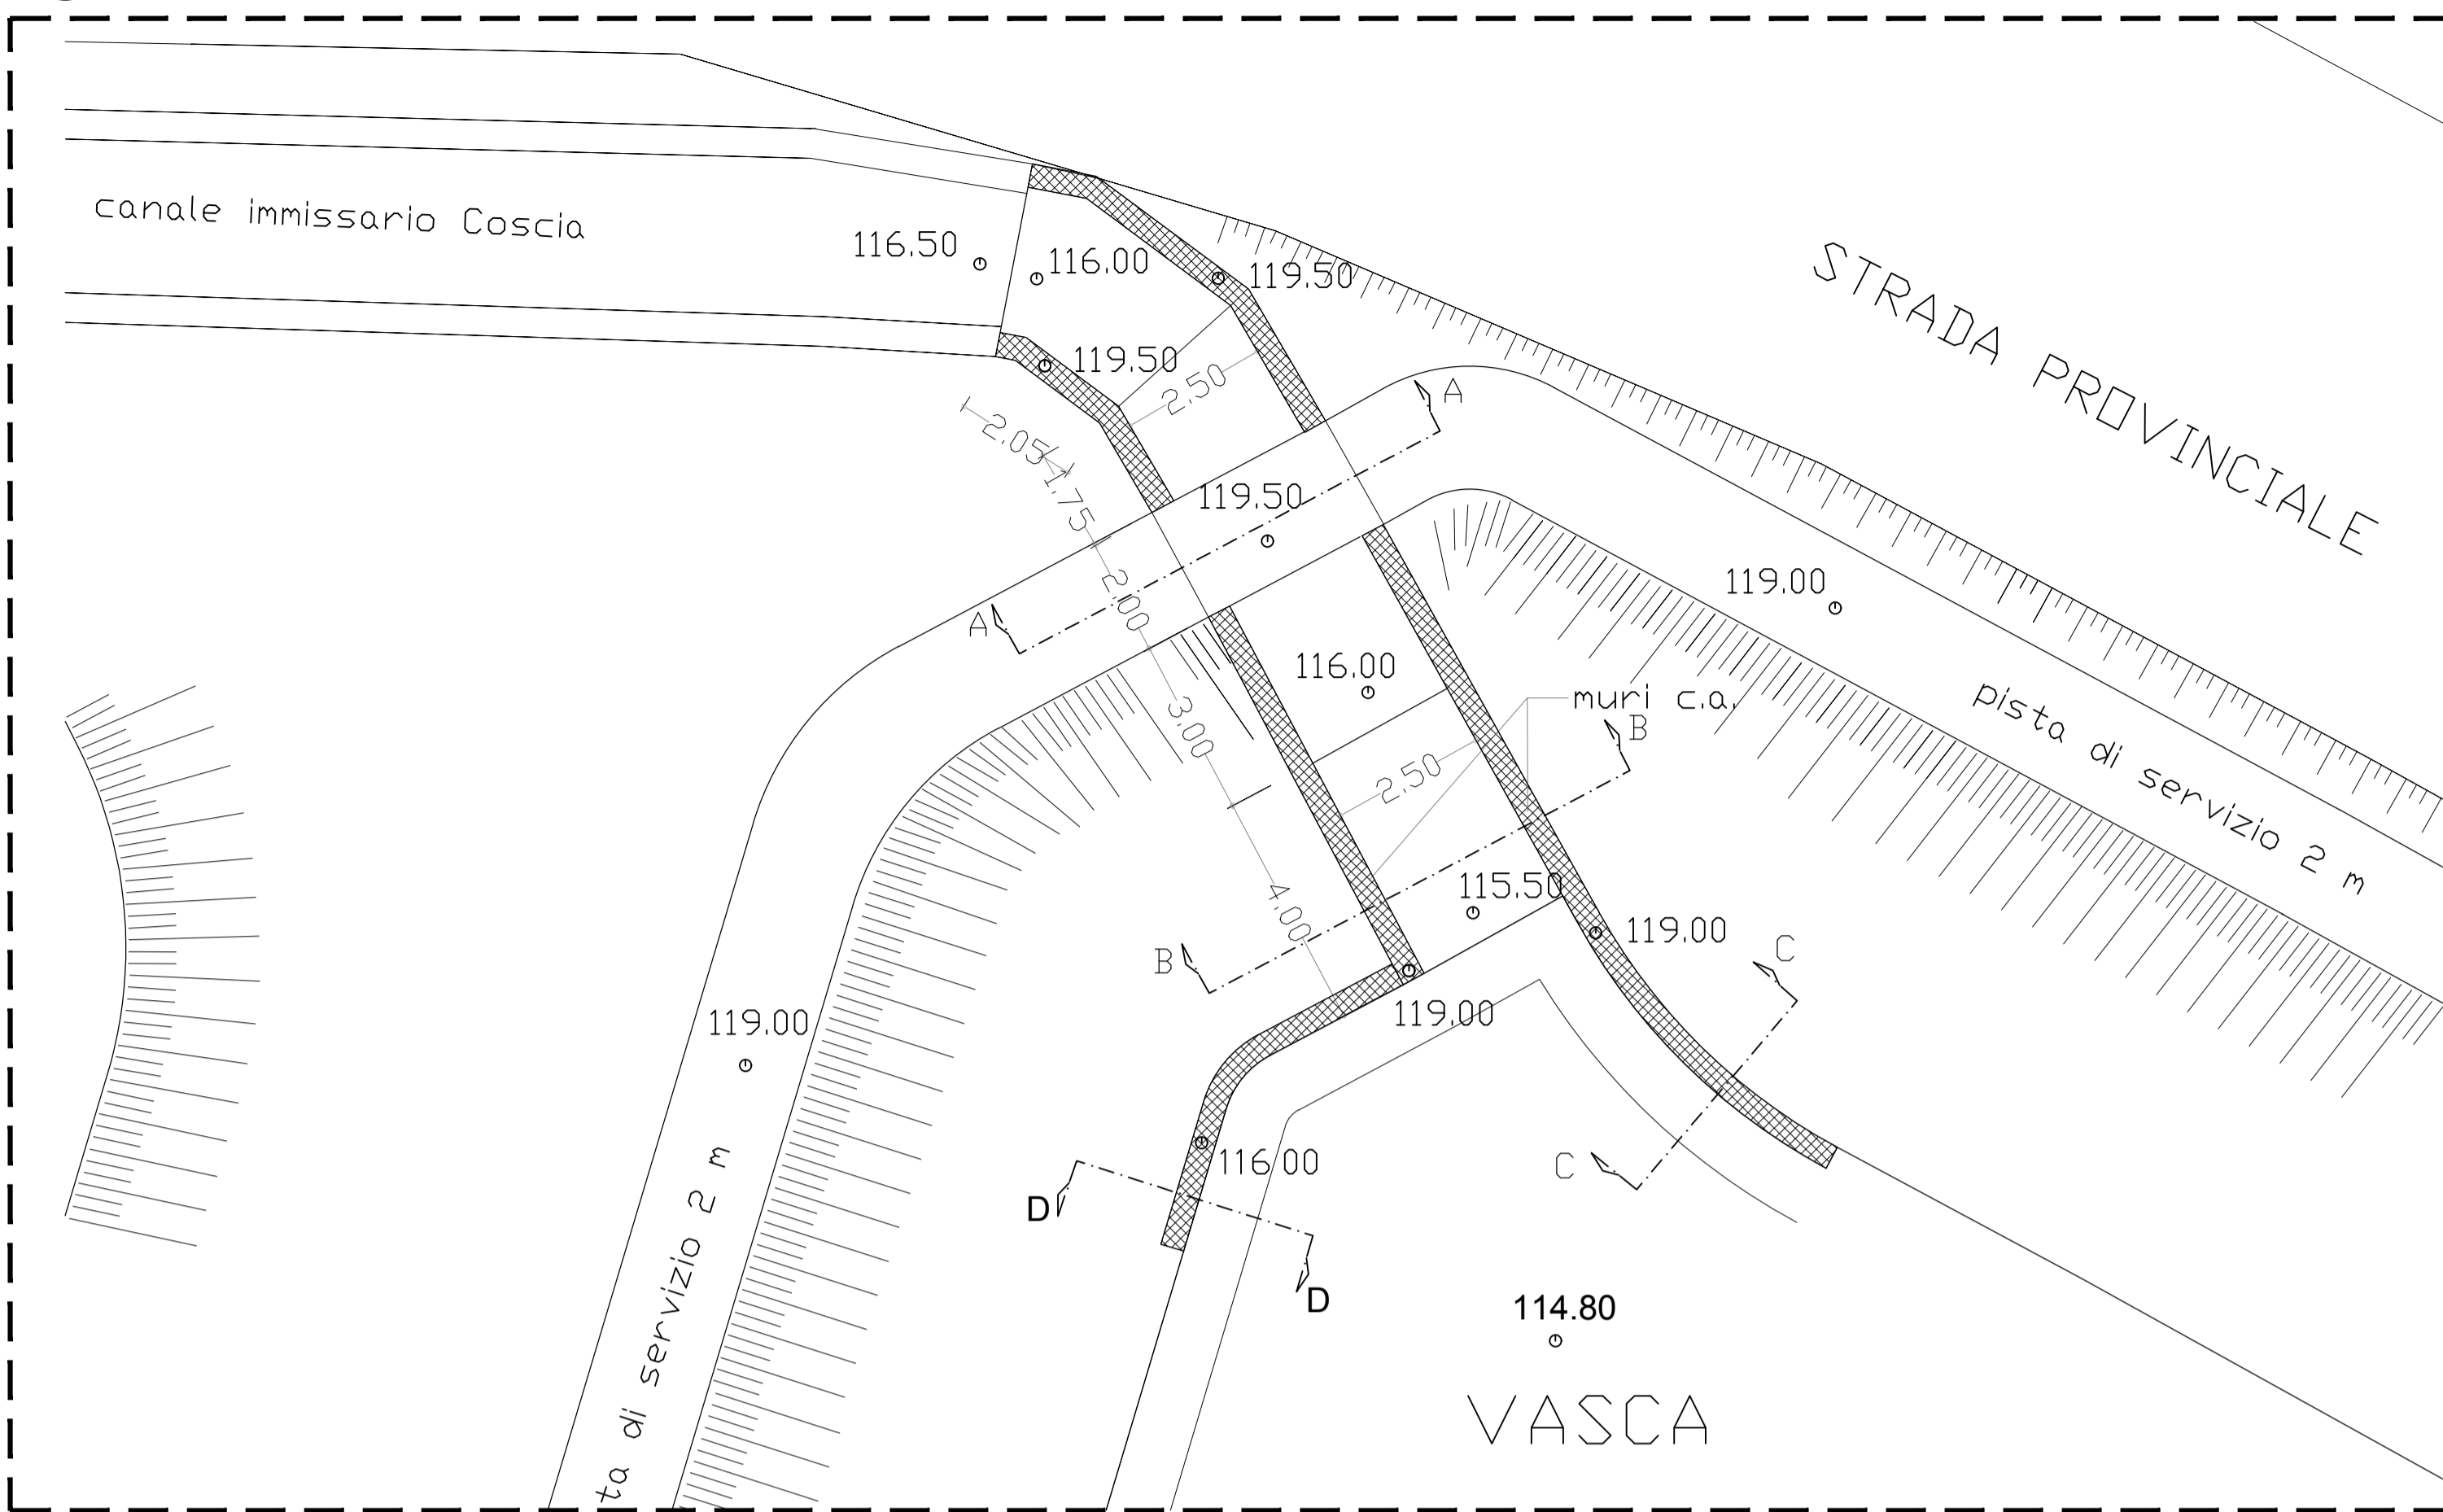 canale immissario Coscia
116.50
116.00
119.50
119.50
STRADA PROVINCIALE
2.50
A
2.05
1.75
119.50
119.00
2.00
A
116.00
muri c.a.
pista di servizio 2 m
B
3.00
2.50
115.50
4.00
119.00
B
C
119.00
119.00
116.00
C
D
D
ta di servizio 2 m
114.80
VASCA